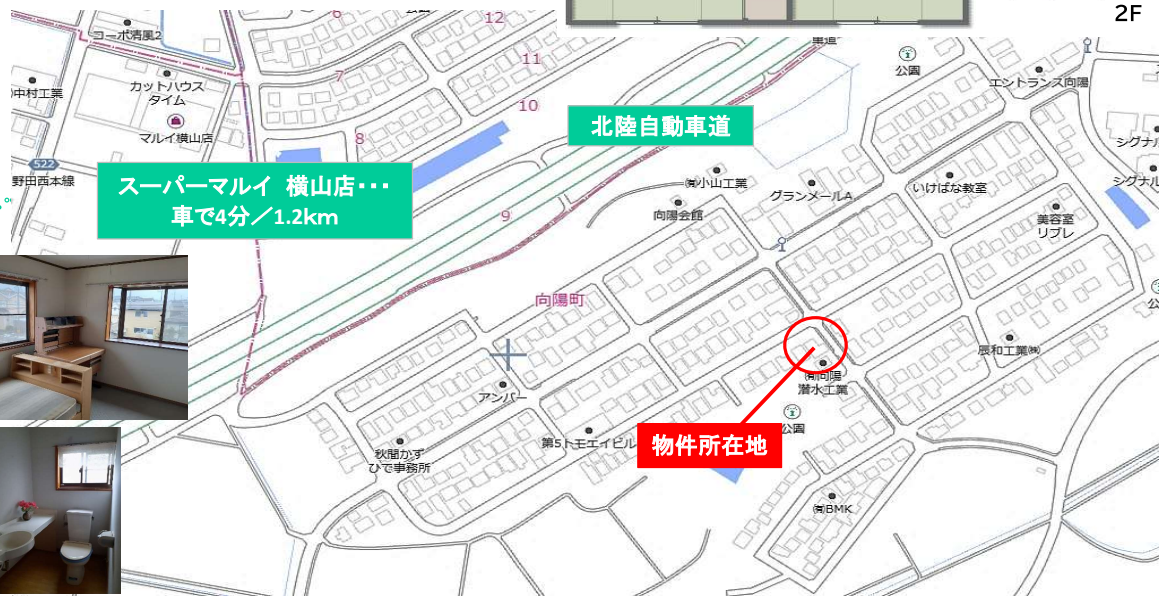 2F
コーポ清風2
6
12
7
11
10
8
9
中村工業
カットハウス
タイム
マルイ横山店
522
野田西本線
北陸自動車道
車道
公園
エントランス向陽
シグナル
シグナル
スーパーマルイ 横山店･･･
車で4分／1.2km
㈲小山工業
向陽会館
グランメールA
いけばな教室
美容室
リブレ
公
向陽町
アンバー
辰和工業㈱
㈲向陽
潜水工業
公園
第5トモエイビル
物件所在地
秋間かず
ひで事務所
㈲BMK